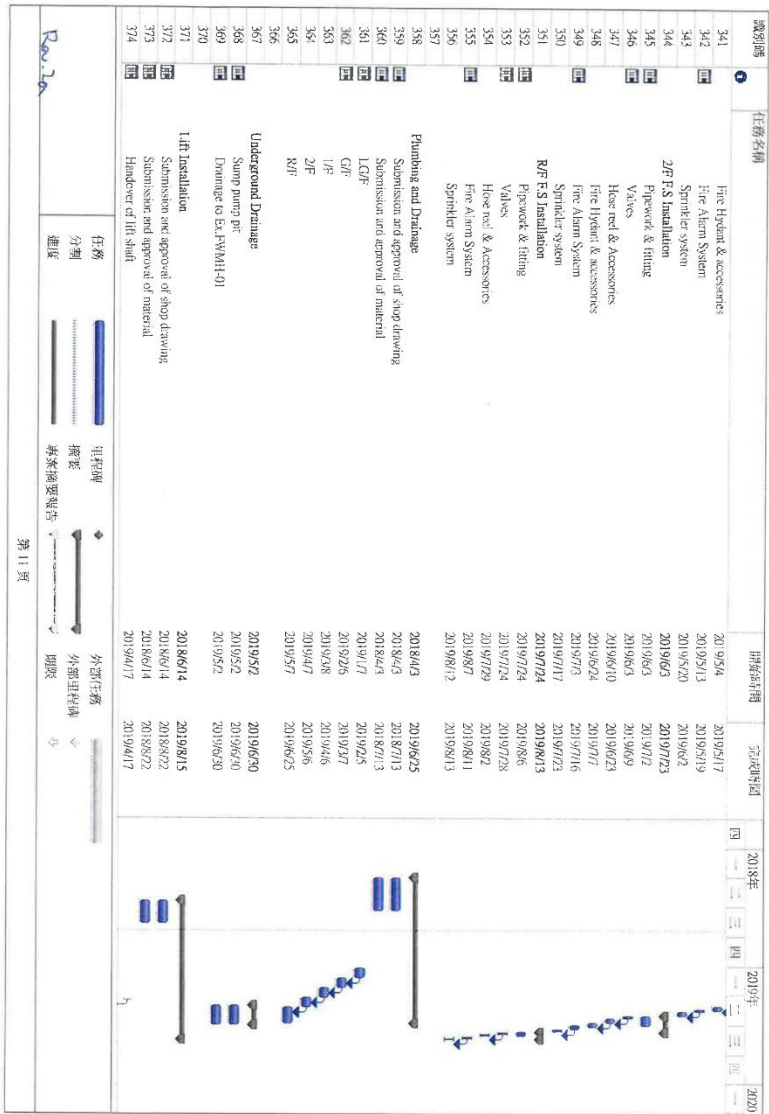 識別碼 任務名稱 開始時間 完成時間 2018年 2019年 2020
四 一 二 三 四 一 二 三 四 一
341 Fire Hydant & accessories 2019/5/4 2019/5/17
342 Fire Alarm System 2019/5/13 2019/5/19
343 Sprinkler system 2019/5/20 2019/6/2
344 2/F F.S Installation 2019/6/3 2019/7/23
345 Pipework & fitting 2019/6/3 2019/7/2
346 Valves 2019/6/3 2019/6/9
347 Hose reel & Accessories 2019/6/10 2019/6/23
348 Fire Hydant & accessories 2019/6/24 2019/7/7
349 Fire Alarm System 2019/7/3 2019/7/16
350 Sprinkler system 2019/7/17 2019/7/23
351 R/F F.S Installation 2019/7/24 2019/8/13
352 Pipework & fitting 2019/7/24 2019/8/6
353 Valves 2019/7/24 2019/7/28
354 Hose reel & Accessories 2019/7/29 2019/8/2
355 Fire Alarm System 2019/8/7 2019/8/11
356 Sprinkler system 2019/8/12 2019/8/13
357
358 Plumbing and Drainage 2018/4/3 2019/6/25
359 Submission and approval of shop drawing 2018/4/3 2018/7/13
360 Submission and approval of material 2018/4/3 2018/7/13
361 LG/F 2019/1/7 2019/2/5
362 G/F 2019/2/6 2019/3/7
363 1/F 2019/3/8 2019/4/6
364 2/F 2019/4/7 2019/5/6
365 R/F 2019/5/7 2019/6/25
366
367 Underground Drainage 2019/5/2 2019/6/30
368 Sump pump pit 2019/5/2 2019/6/30
369 Drainage to Ex.FWMH-01 2019/5/2 2019/6/30
370
371 Lift Installation 2018/6/14 2019/8/15
372 Submission and approval of shop drawing 2018/6/14 2018/8/22
373 Submission and approval of material 2018/6/14 2018/8/22
374 Handover of lift shaft 2019/4/17 2019/4/17
Rev.2a
任務 里程碑 外部任務
分割 摘要 外部里程碑
進度 專案摘要報告 期限
第 11 頁